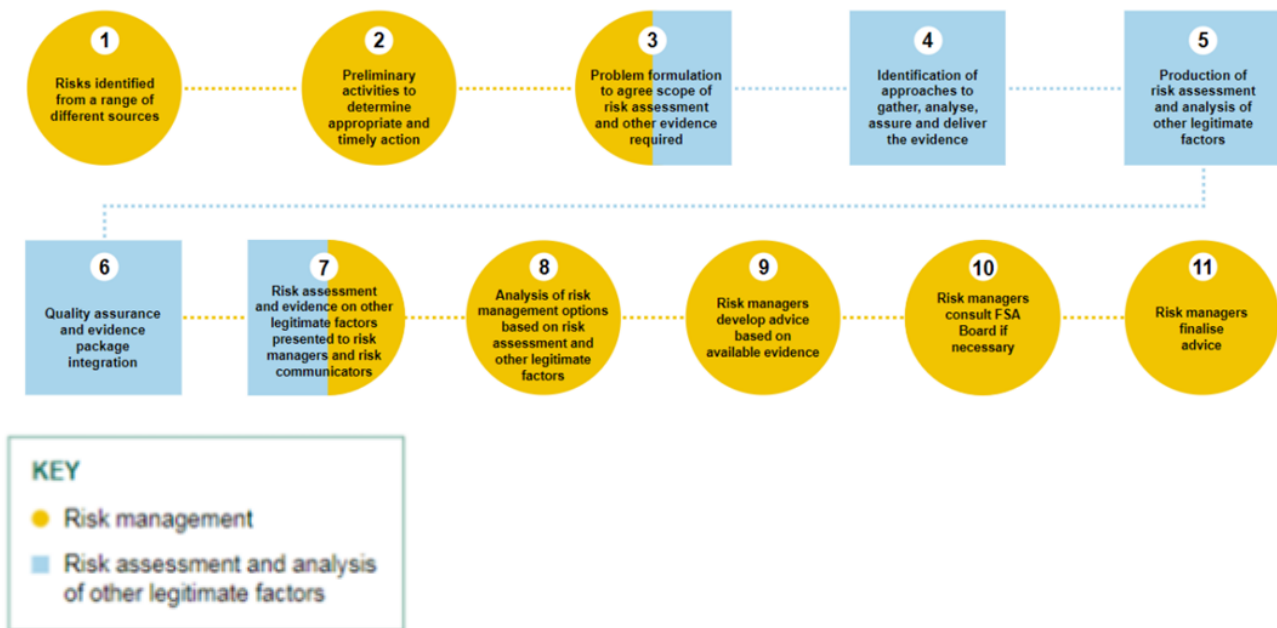 1
Risks identified
from a range of
different sources
2
Preliminary
activities to
determine
appropriate and
timely action
3
Problem formulation
to agree scope of
risk assessment
and other evidence
required
4
Identification of
approaches to
gather, analyse,
assure and deliver
the evidence
5
Production of
risk assessment
and analysis of
other legitimate
factors
6
Quality assurance
and evidence
package
integration
7
Risk assessment
and evidence on other
legitimate factors
presented to risk
managers and risk
communicators
8
Analysis of risk
management options
based on risk
assessment and
other legitimate
factors
9
Risk managers
develop advice
based on
available evidence
10
Risk managers
consult FSA
Board if
necessary
11
Risk managers
finalise
advice
KEY
Risk management
Risk assessment and analysis
of other legitimate factors